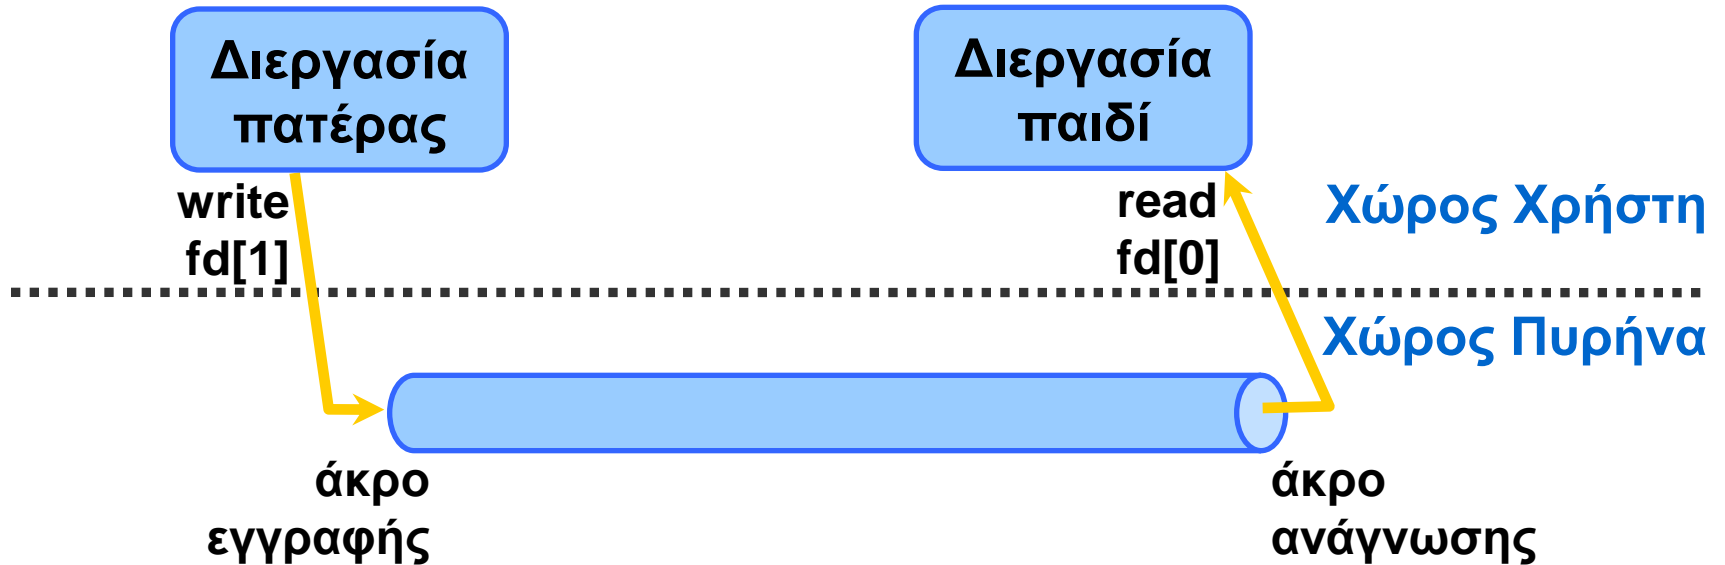 Διεργασία
πατέρας
Διεργασία
παιδί
write
fd[1]
read
fd[0]
Χώρος Χρήστη
Χώρος Πυρήνα
άκρο
εγγραφής
άκρο
ανάγνωσης